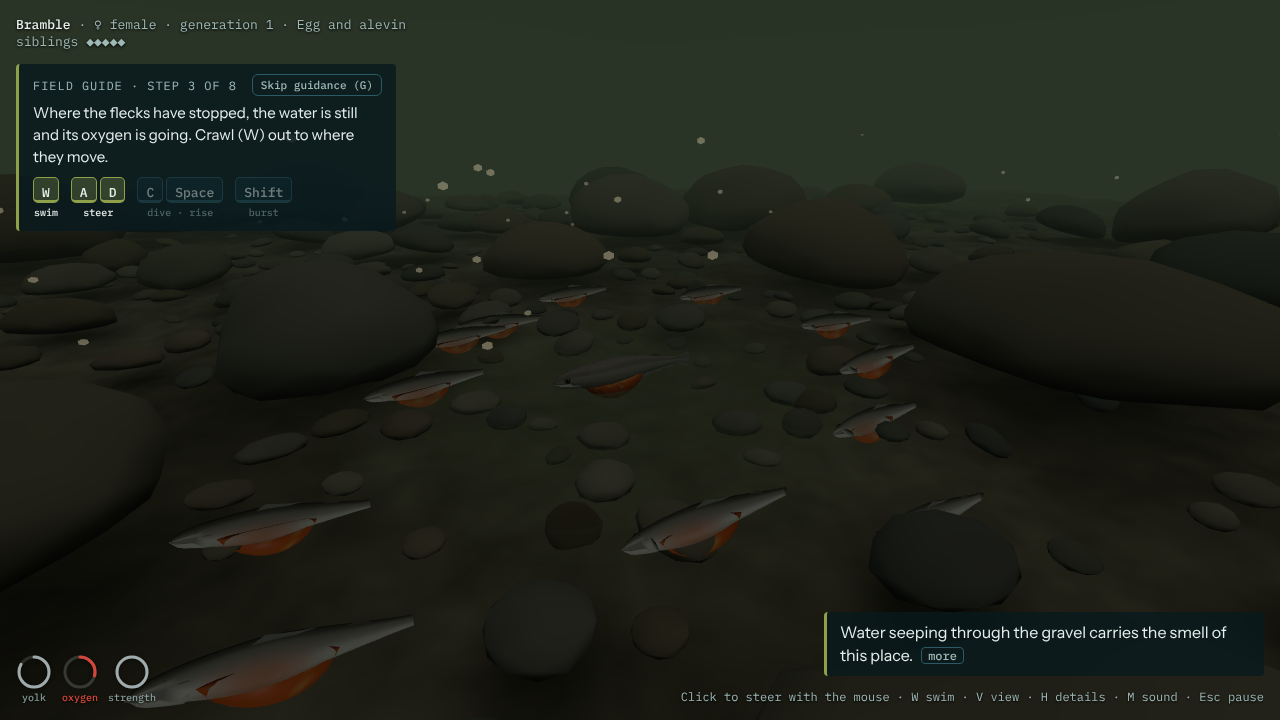 Bramble · ♀ female · generation 1 · Egg and alevin
siblings ◆◆◆◆◆
FIELD GUIDE · STEP 3 OF 8
Skip guidance (G)
Where the flecks have stopped, the water is still
and its oxygen is going. Crawl (W) out to where
they move.
W A D C Space Shift
swim steer dive · rise burst
Water seeping through the gravel carries the smell of
this place. more
yolk oxygen strength
Click to steer with the mouse · W swim · V view · H details · M sound · Esc pause